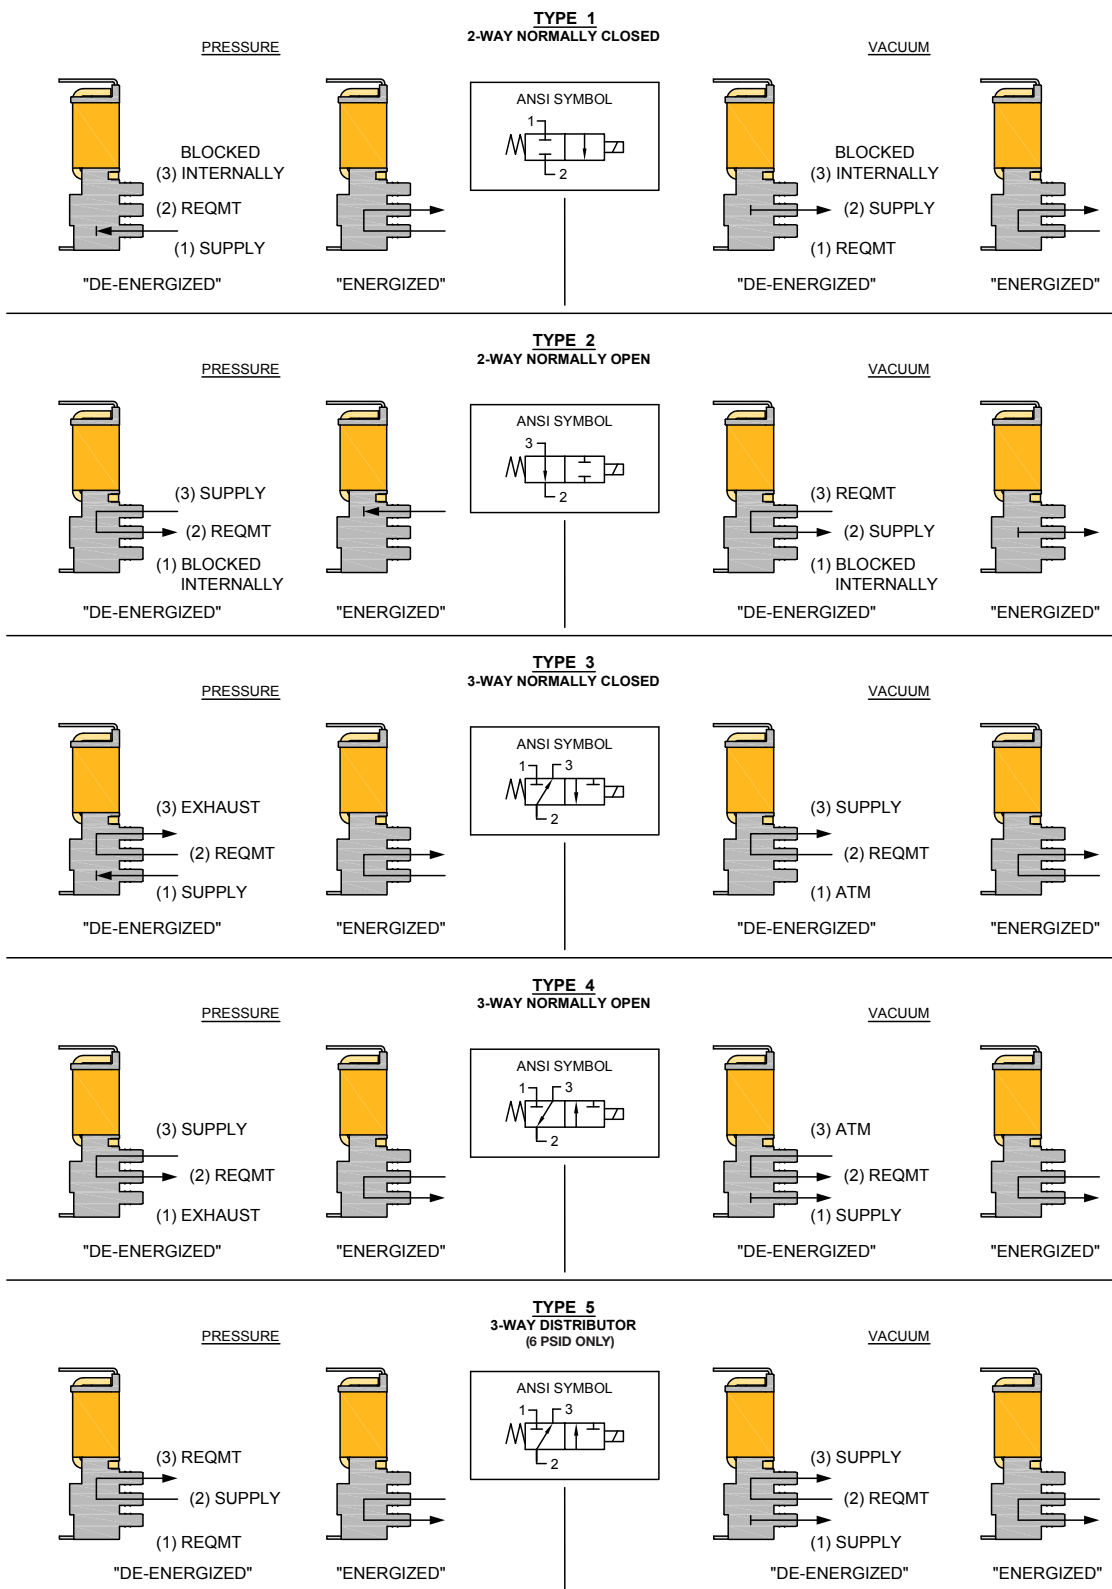 TYPE 1
2-WAY NORMALLY CLOSED
PRESSURE
VACUUM
ANSI SYMBOL
1
2
BLOCKED
(3) INTERNALLY
(2) REQMT
(1) SUPPLY
BLOCKED
(3) INTERNALLY
(2) SUPPLY
(1) REQMT
"DE-ENERGIZED"
"ENERGIZED"
"DE-ENERGIZED"
"ENERGIZED"
TYPE 2
2-WAY NORMALLY OPEN
PRESSURE
VACUUM
ANSI SYMBOL
3
2
(3) SUPPLY
(2) REQMT
(1) BLOCKED
INTERNALLY
(3) REQMT
(2) SUPPLY
(1) BLOCKED
INTERNALLY
"DE-ENERGIZED"
"ENERGIZED"
"DE-ENERGIZED"
"ENERGIZED"
TYPE 3
3-WAY NORMALLY CLOSED
PRESSURE
VACUUM
ANSI SYMBOL
1 3
2
(3) EXHAUST
(2) REQMT
(1) SUPPLY
(3) SUPPLY
(2) REQMT
(1) ATM
"DE-ENERGIZED"
"ENERGIZED"
"DE-ENERGIZED"
"ENERGIZED"
TYPE 4
3-WAY NORMALLY OPEN
PRESSURE
VACUUM
ANSI SYMBOL
1 3
2
(3) SUPPLY
(2) REQMT
(1) EXHAUST
(3) ATM
(2) REQMT
(1) SUPPLY
"DE-ENERGIZED"
"ENERGIZED"
"DE-ENERGIZED"
"ENERGIZED"
TYPE 5
3-WAY DISTRIBUTOR
(6 PSID ONLY)
PRESSURE
VACUUM
ANSI SYMBOL
1 3
2
(3) REQMT
(2) SUPPLY
(1) REQMT
(3) SUPPLY
(2) REQMT
(1) SUPPLY
"DE-ENERGIZED"
"ENERGIZED"
"DE-ENERGIZED"
"ENERGIZED"